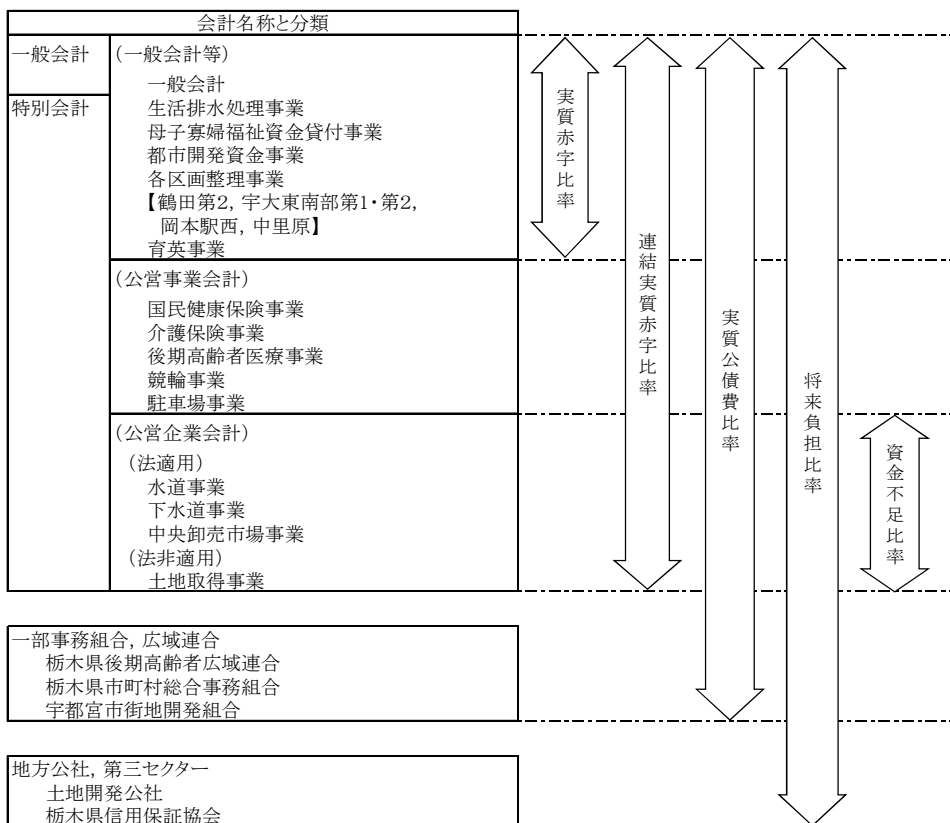 会計名称と分類
一般会計
(一般会計等)
一般会計
特別会計
生活排水処理事業
母子寡婦福祉資金貸付事業
都市開発資金事業
各区画整理事業
【鶴田第2，宇大東南部第1・第2，
岡本駅西，中里原】
育英事業
(公営事業会計)
国民健康保険事業
介護保険事業
後期高齢者医療事業
競輪事業
駐車場事業
(公営企業会計)
(法適用)
水道事業
下水道事業
中央卸売市場事業
(法非適用)
土地取得事業
一部事務組合，広域連合
栃木県後期高齢者広域連合
栃木県市町村総合事務組合
宇都宮市街地開発組合
地方公社，第三セクター
土地開発公社
栃木県信用保証協会
実質赤字比率
連結実質赤字比率
実質公債費比率
将来負担比率
資金不足比率